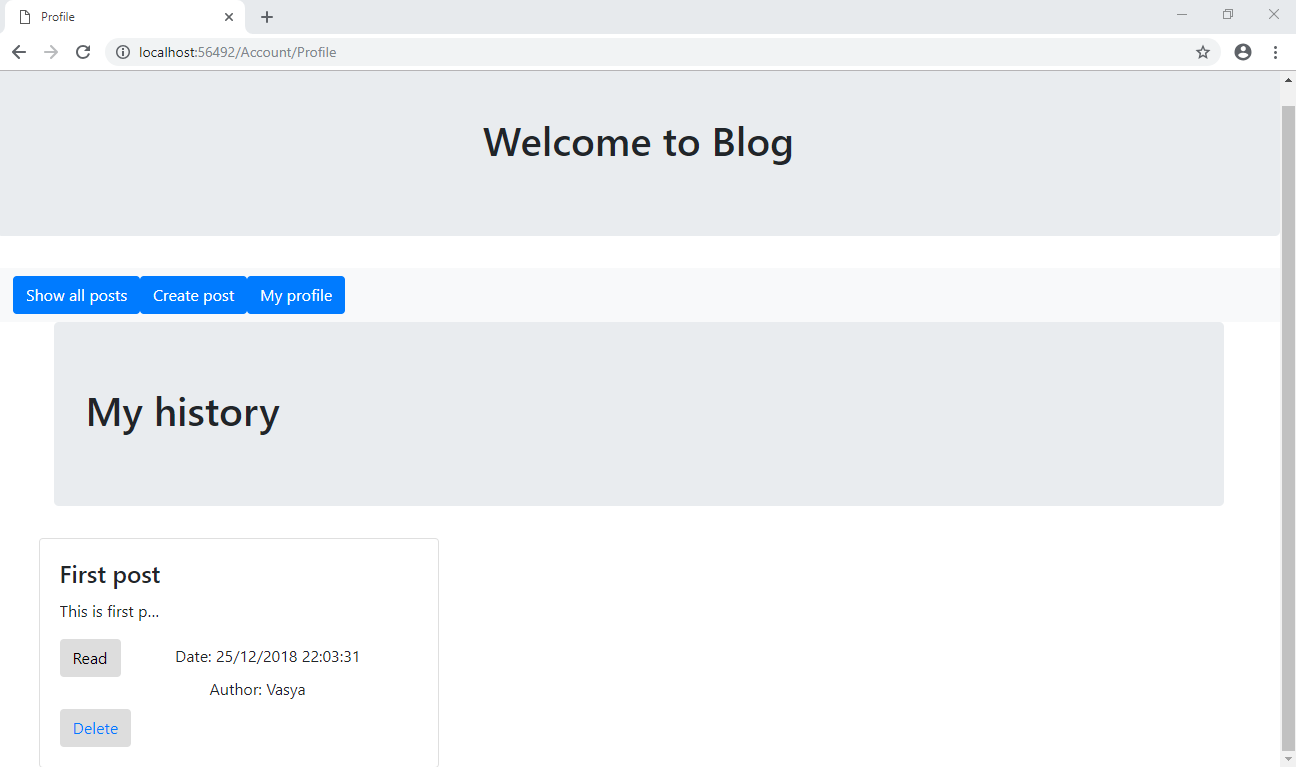 Profile
localhost:56492/Account/Profile
Welcome to Blog
Show all posts Create post My profile
My history
First post
This is first p...
Read Date: 25/12/2018 22:03:31
Author: Vasya
Delete